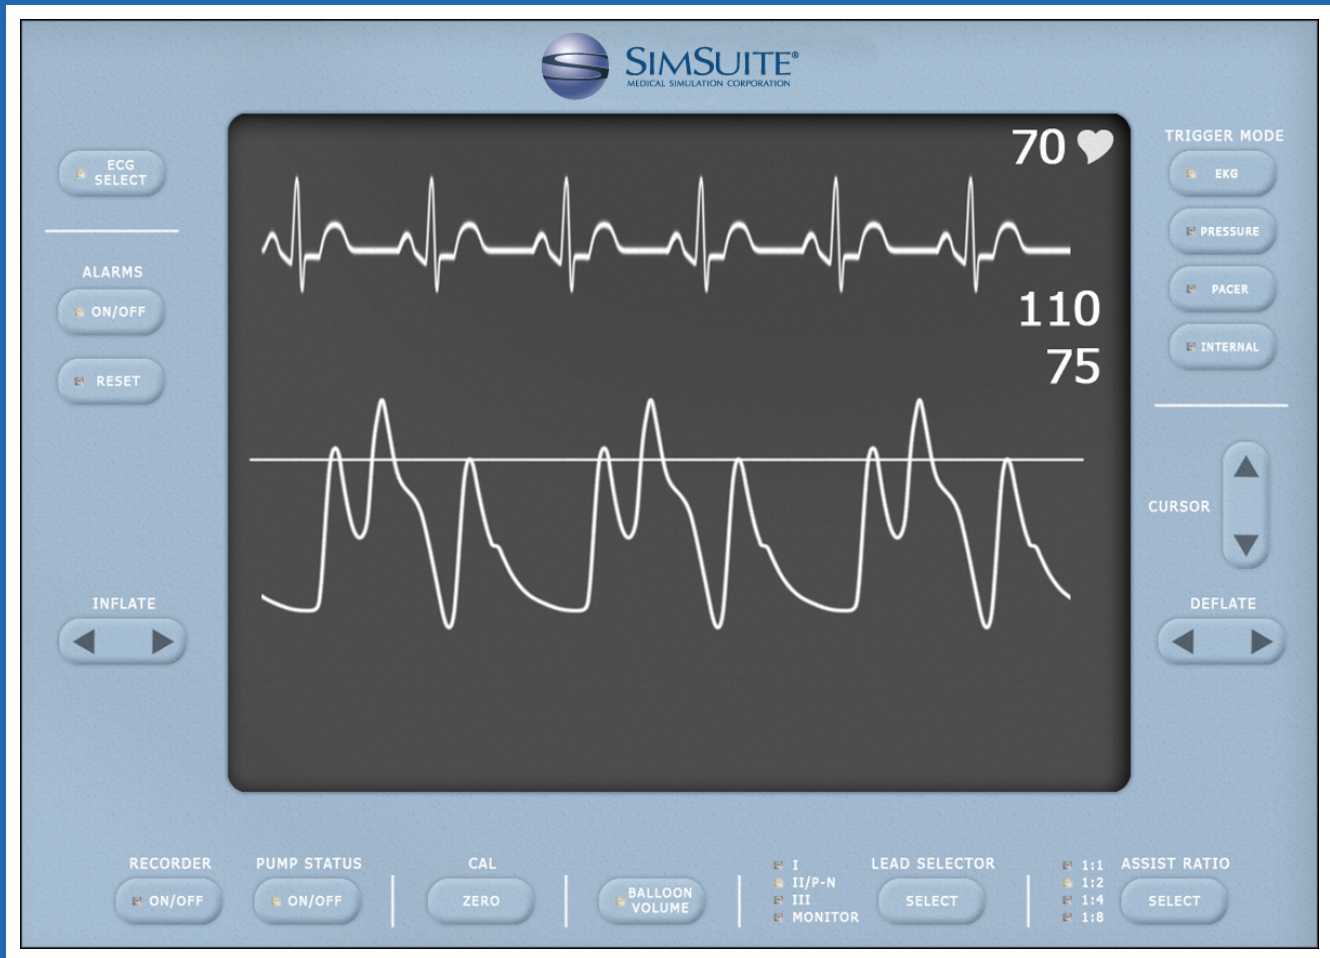 SIMSUITE®
MEDICAL SIMULATION CORPORATION
70
TRIGGER MODE
ECG
SELECT
EKG
PRESSURE
ALARMS
ON/OFF
PACER
110
INTERNAL
75
RESET
CURSOR
INFLATE
DEFLATE
RECORDER
ON/OFF
PUMP STATUS
ON/OFF
CAL
ZERO
BALLOON
VOLUME
I
II/P-N
III
MONITOR
LEAD SELECTOR
SELECT
1:1
1:2
1:4
1:8
ASSIST RATIO
SELECT